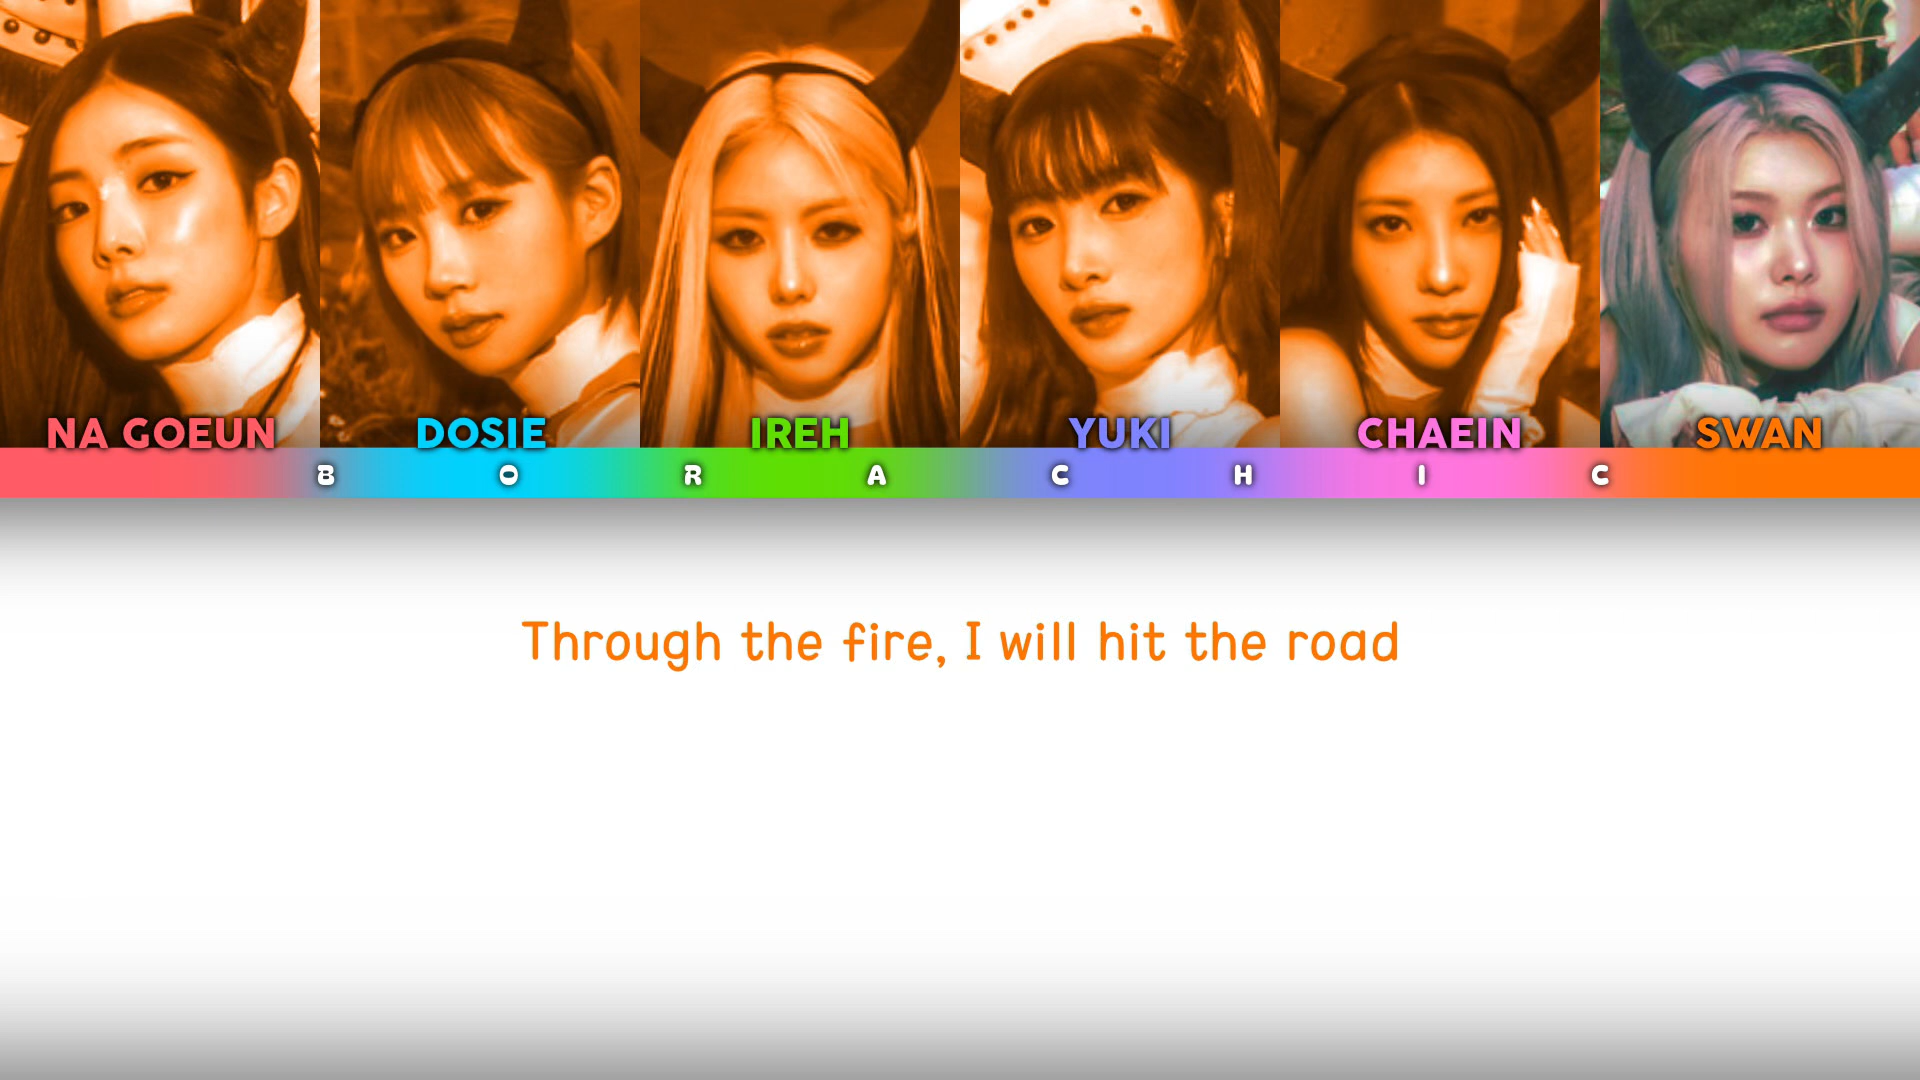 NA GOEUN DOSIE IREH YUKI CHAEIN SWAN
B O R A C H I C
Through the fire, I will hit the road